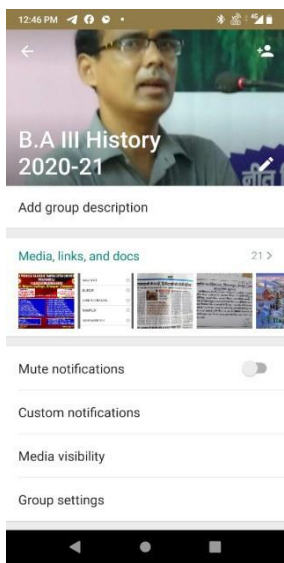 12:46 PM
B.A III History
2020-21
Add group description
Media, links, and docs 21 >
Mute notifications
Custom notifications
Media visibility
Group settings